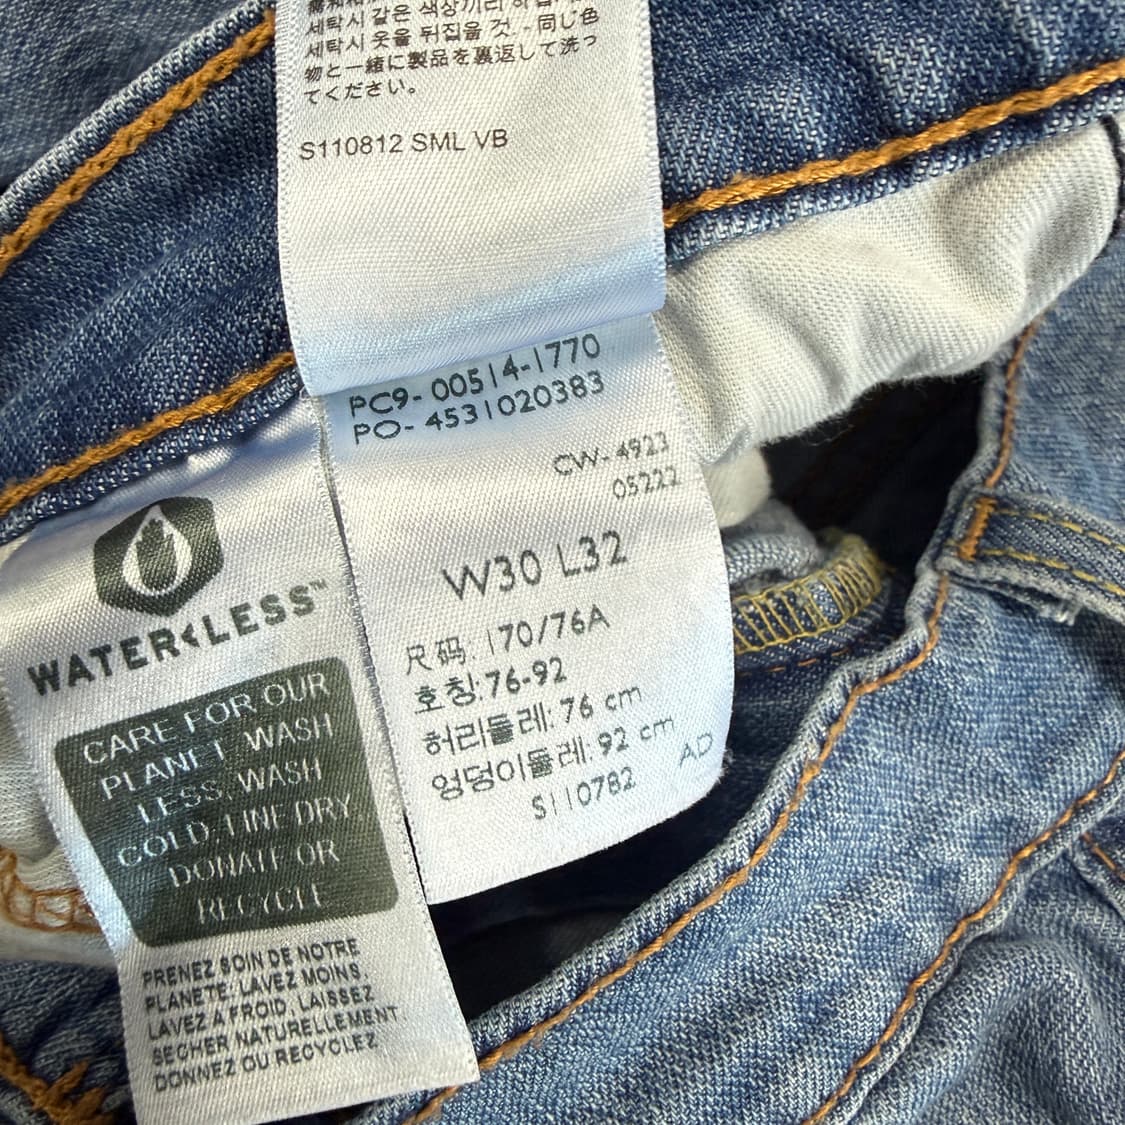 세탁시 같은 색상끼리
세탁시 옷을 뒤집을 것 - 同じ色
物と一緒に製品を裏返して洗っ
てください。
S110812 SML VB
PC9- 00514-1770
PO- 4531020383
CW- 4923
05222
W30 L32
尺码: 170/76A
호칭:76-92
허리둘레: 76 cm
엉덩이둘레: 92 cm
AD
S110782
WATER<LESS™
CARE FOR OUR
PLANET. WASH
LESS, WASH
COLD, LINE DRY,
DONATE OR
RECYCLE
PRENEZ SOIN DE NOTRE
PLANÈTE. LAVEZ MOINS,
LAVEZ À FROID, LAISSEZ
SÉCHER NATURELLEMENT
DONNEZ OU RECYCLEZ